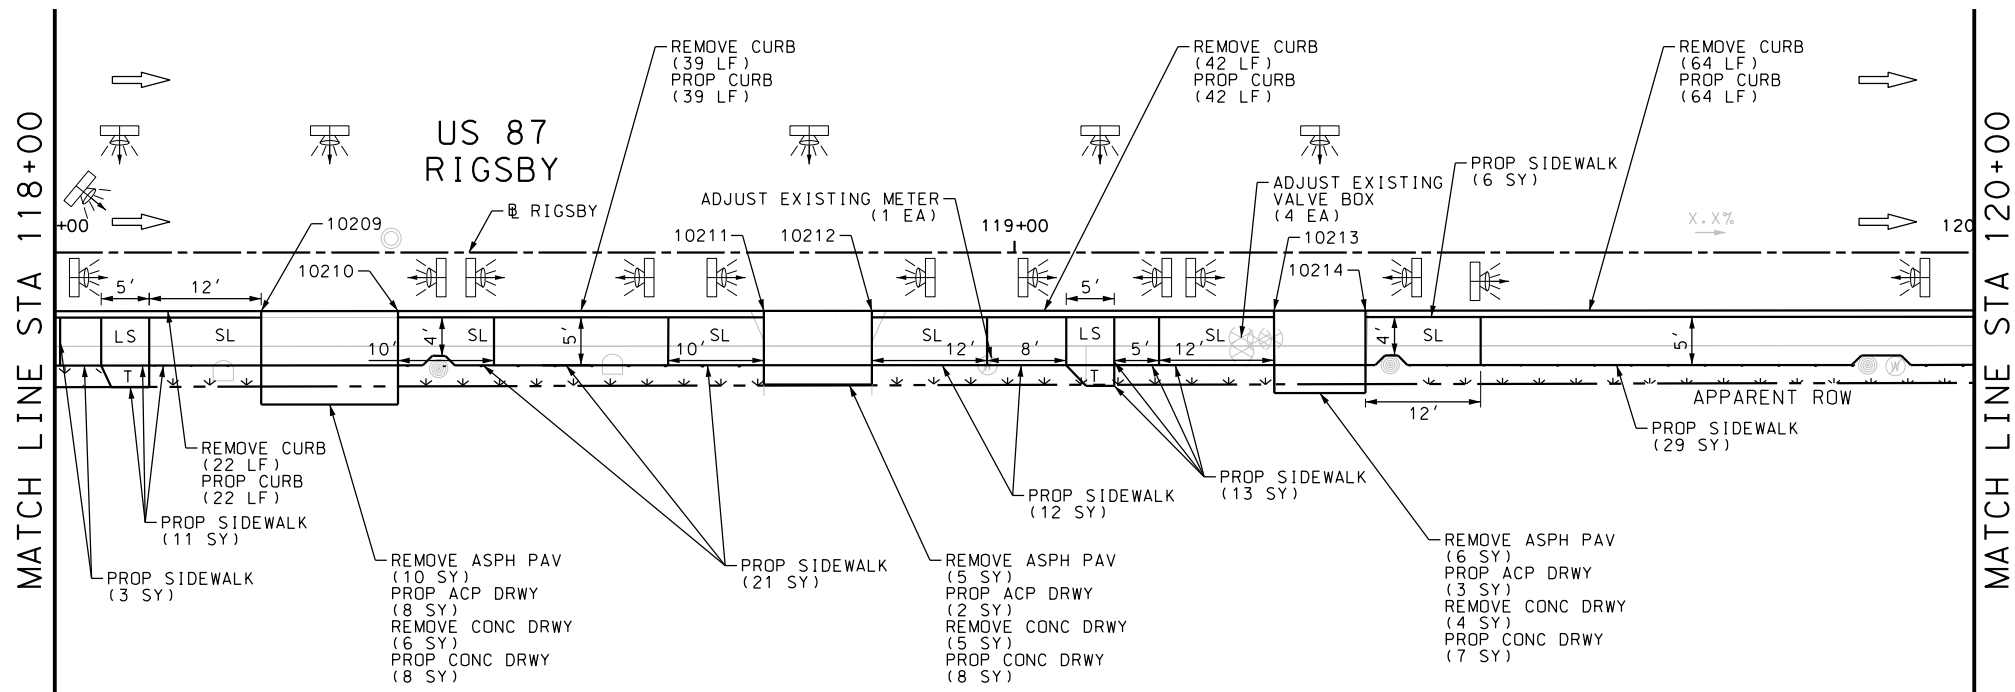 MATCH LINE STA 118+00
REMOVE CURB
(39 LF)
PROP CURB
(39 LF)
REMOVE CURB
(42 LF)
PROP CURB
(42 LF)
REMOVE CURB
(64 LF)
PROP CURB
(64 LF)
US 87
RIGSBY
PROP SIDEWALK
(6 SY)
ADJUST EXISTING METER
(1 EA)
ADJUST EXISTING
VALVE BOX
(4 EA)
X.X%
+00
10209
RIGSBY
119+00
120
10210
10211
10212
10213
10214
5'
12'
5'
LS
SL
4'
SL
5'
SL
SL
LS
SL
4'
SL
5'
10'
10'
12'
8'
5'
12'
T
W
T
W
12'
APPARENT ROW
REMOVE CURB
(22 LF)
PROP CURB
(22 LF)
PROP SIDEWALK
(29 SY)
PROP SIDEWALK
(13 SY)
PROP SIDEWALK
(12 SY)
PROP SIDEWALK
(11 SY)
PROP SIDEWALK
(3 SY)
REMOVE ASPH PAV
(10 SY)
PROP ACP DRWY
(8 SY)
REMOVE CONC DRWY
(6 SY)
PROP CONC DRWY
(8 SY)
PROP SIDEWALK
(21 SY)
REMOVE ASPH PAV
(5 SY)
PROP ACP DRWY
(2 SY)
REMOVE CONC DRWY
(5 SY)
PROP CONC DRWY
(8 SY)
REMOVE ASPH PAV
(6 SY)
PROP ACP DRWY
(3 SY)
REMOVE CONC DRWY
(4 SY)
PROP CONC DRWY
(7 SY)
MATCH LINE STA 120+00